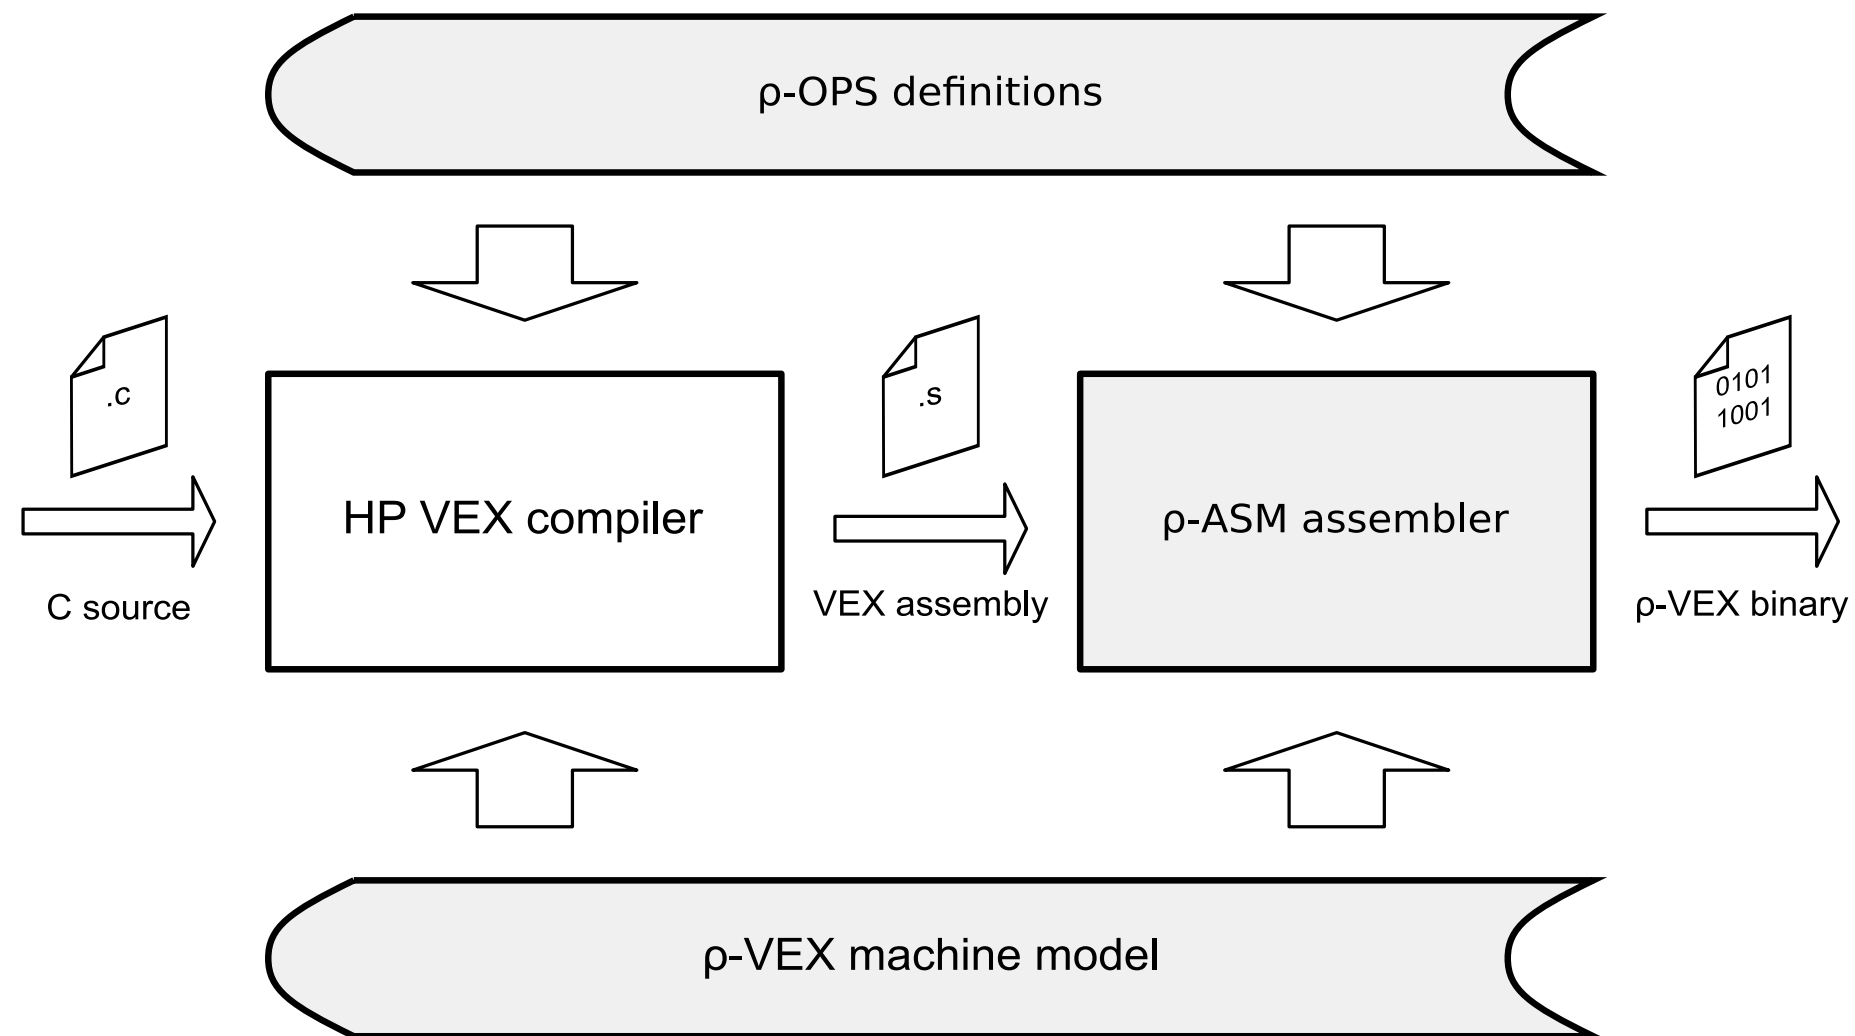 ρ-OPS definitions
.c
.s
0101
1001
HP VEX compiler
ρ-ASM assembler
C source
VEX assembly
ρ-VEX binary
ρ-VEX machine model